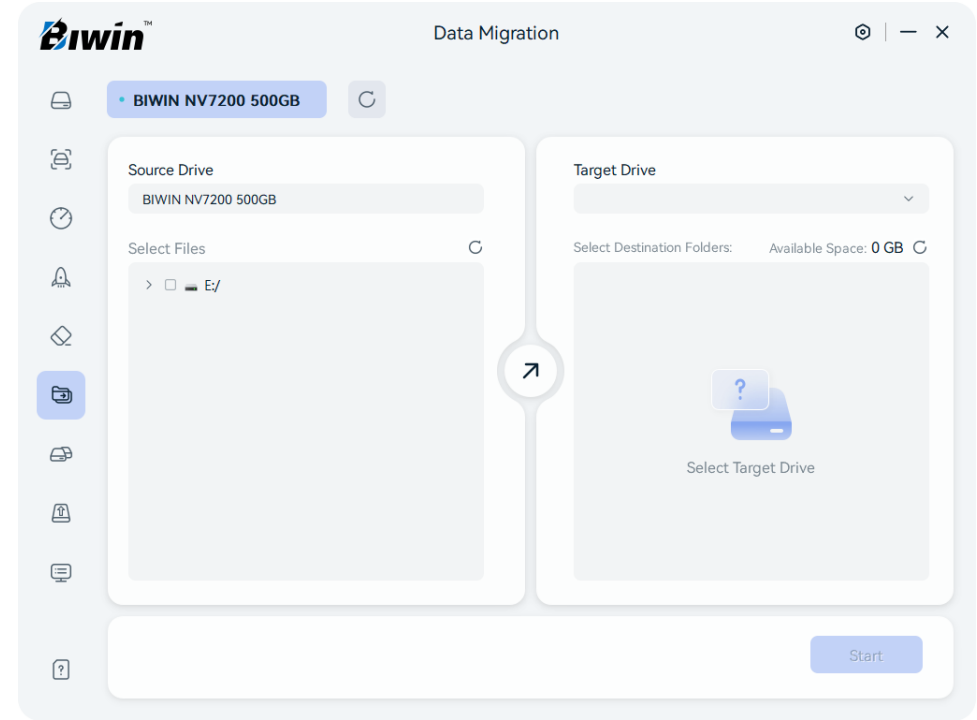 Biwin™
Data Migration
BIWIN NV7200 500GB
Source Drive
BIWIN NV7200 500GB
Select Files
E:/
Target Drive
Select Destination Folders:
Available Space: 0 GB
?
Select Target Drive
Start
?